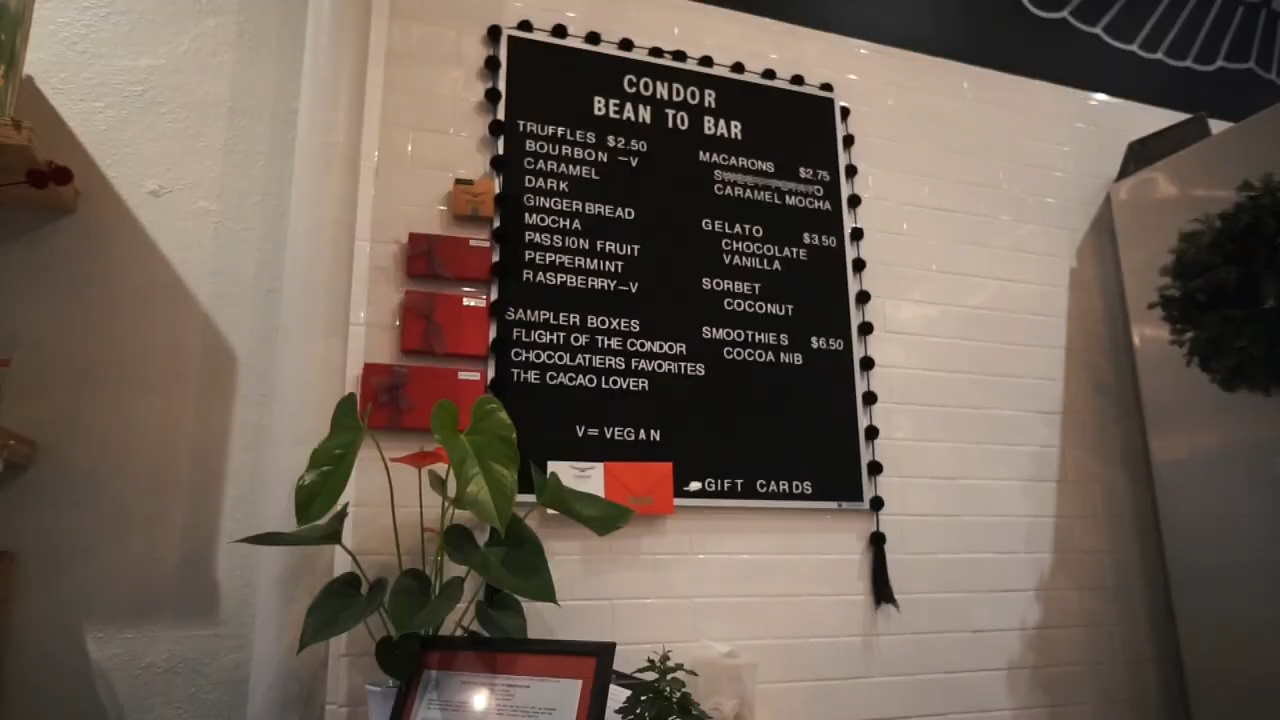 CONDOR
BEAN TO BAR
TRUFFLES $2.50
BOURBON -V
CARAMEL
DARK
GINGERBREAD
MOCHA
PASSION FRUIT
PEPPERMINT
RASPBERRY-V
SAMPLER BOXES
FLIGHT OF THE CONDOR
CHOCOLATIERS FAVORITES
THE CACAO LOVER
V=VEGAN
MACARONS $2.75
SWEET POTATO
CARAMEL MOCHA
GELATO $3.50
CHOCOLATE
VANILLA
SORBET
COCONUT
SMOOTHIES $6.50
COCOA NIB
GIFT CARDS